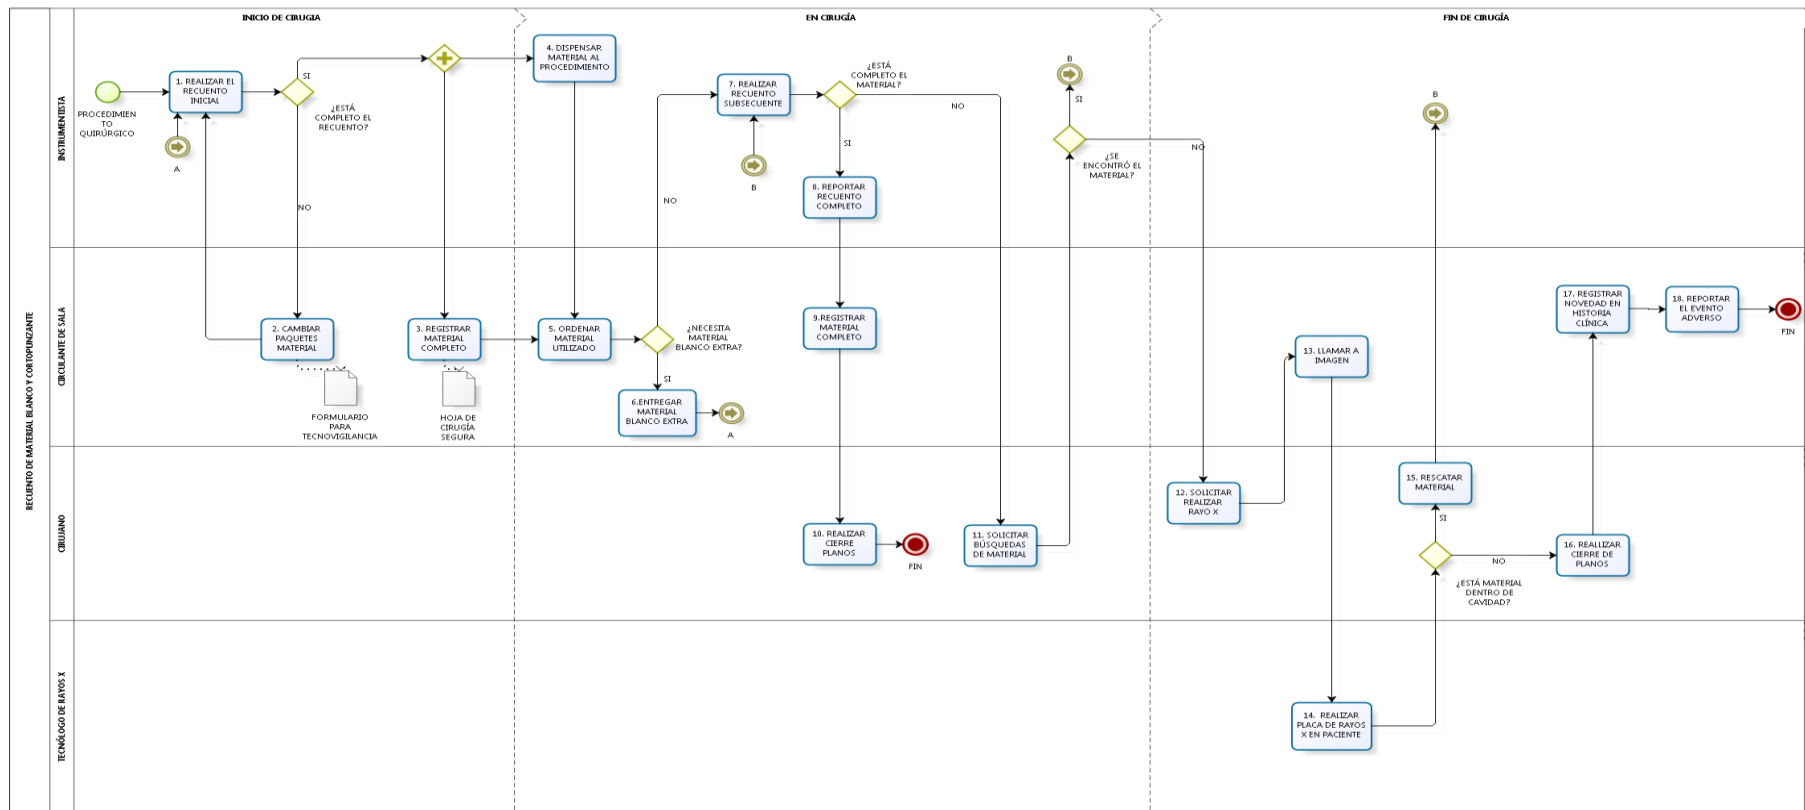 INICIO DE CIRUGIA
EN CIRUGÍA
FIN DE CIRUGÍA
RECUENTO DE MATERIAL BLANCO Y CORTOPUNZANTE
INSTRUMENTISTA
PROCEDIMIEN
TO
QUIRÚRGICO
1. REALIZAR EL
RECUENTO
INICIAL
A
SI
¿ESTÁ
COMPLETO EL
RECUENTO?
NO
4. DISPENSAR
MATERIAL AL
PROCEDIMIENTO
NO
7. REALIZAR
RECUENTO
SUBSECUENTE
B
¿ESTÁ
COMPLETO EL
MATERIAL?
NO
SI
8. REPORTAR
RECUENTO
COMPLETO
B
SI
¿SE
ENCONTRÓ EL
MATERIAL?
NO
B
CIRCULANTE DE SALA
2. CAMBIAR
PAQUETES
MATERIAL
FORMULARIO
PARA
TECNOVIGILANCIA
3. REGISTRAR
MATERIAL
COMPLETO
HOJA DE
CIRUGÍA
SEGURA
5. ORDENAR
MATERIAL
UTILIZADO
¿NECESITA
MATERIAL
BLANCO EXTRA?
SI
6.ENTREGAR
MATERIAL
BLANCO EXTRA
A
9.REGISTRAR
MATERIAL
COMPLETO
13. LLAMAR A
IMAGEN
17. REGISTRAR
NOVEDAD EN
HISTORIA
CLÍNICA
18. REPORTAR
EL EVENTO
ADVERSO
FIN
CIRUJANO
10. REALIZAR
CIERRE
PLANOS
FIN
11. SOLICITAR
BÚSQUEDAS
DE MATERIAL
12. SOLICITAR
REALIZAR
RAYO X
15. RESCATAR
MATERIAL
SI
NO
¿ESTÁ MATERIAL
DENTRO DE
CAVIDAD?
16. REALLIZAR
CIERRE DE
PLANOS
TECNÓLOGO DE RAYOS X
14. REALIZAR
PLACA DE RAYOS
X EN PACIENTE